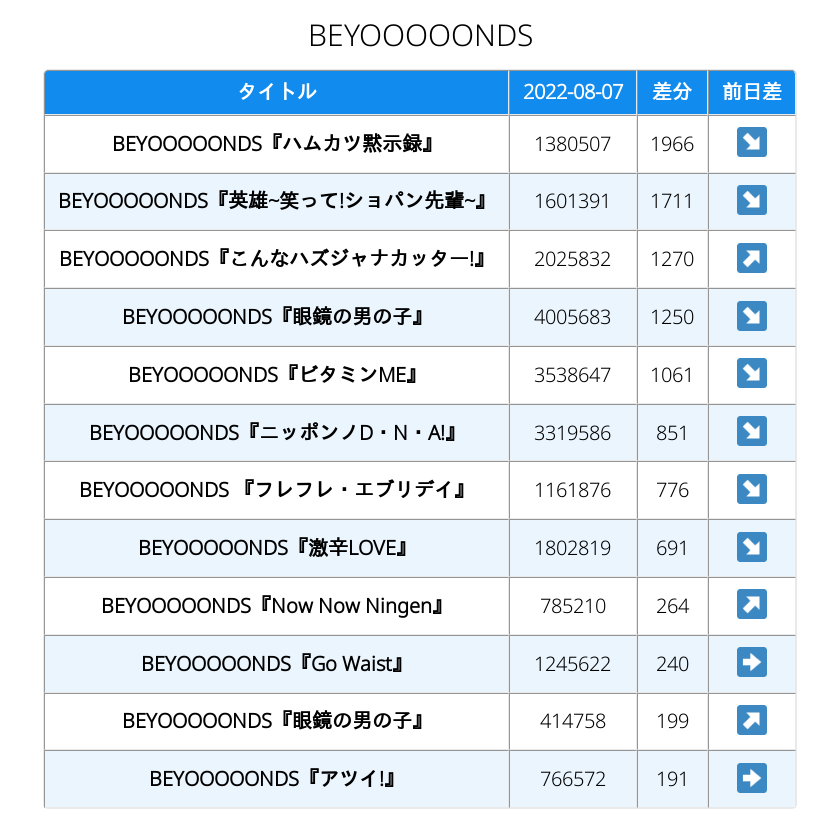 BEYOOOOONDS
タイトル 2022-08-07 差分 前日差
BEYOOOOONDS『ハムカツ黙示録』 1380507 1966 ↘
BEYOOOOONDS『英雄~笑って!ショパン先輩~』 1601391 1711 ↘
BEYOOOOONDS『こんなハズジャナカッター!』 2025832 1270 ↗
BEYOOOOONDS『眼鏡の男の子』 4005683 1250 ↘
BEYOOOOONDS『ビタミンME』 3538647 1061 ↘
BEYOOOOONDS『ニッポンノD・N・A!』 3319586 851 ↘
BEYOOOOONDS 『フレフレ・エブリデイ』 1161876 776 ↘
BEYOOOOONDS『激辛LOVE』 1802819 691 ↘
BEYOOOOONDS『Now Now Ningen』 785210 264 ↗
BEYOOOOONDS『Go Waist』 1245622 240 ➡
BEYOOOOONDS『眼鏡の男の子』 414758 199 ↗
BEYOOOOONDS『アツイ!』 766572 191 ➡